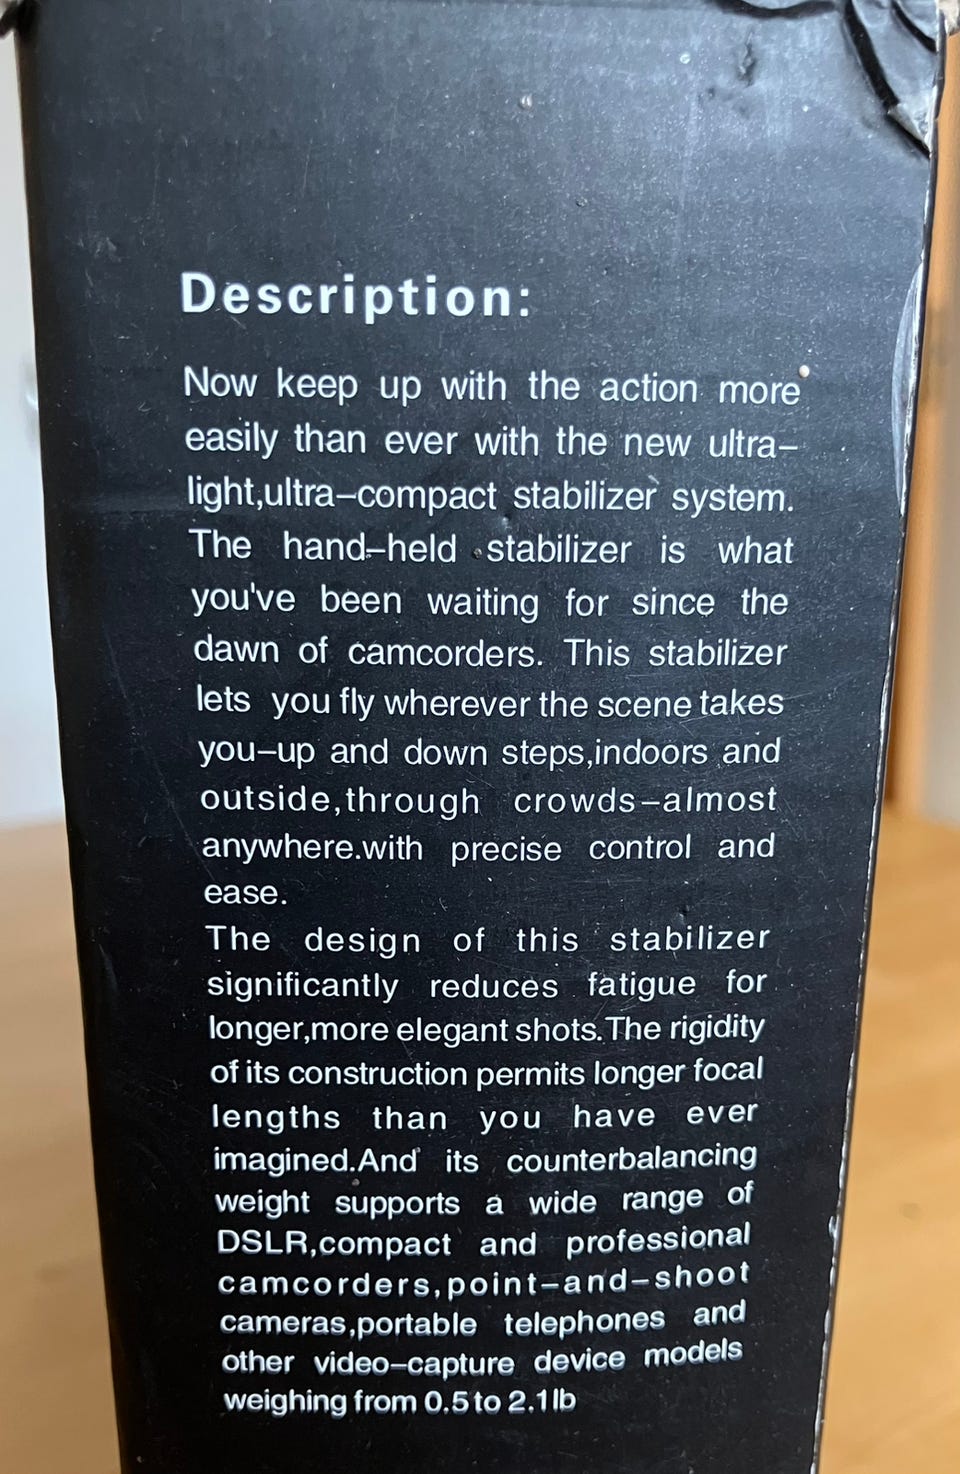 Description:
Now keep up with the action more
easily than ever with the new ultra–
light,ultra–compact stabilizer system.
The hand–held stabilizer is what
you've been waiting for since the
dawn of camcorders. This stabilizer
lets you fly wherever the scene takes
you–up and down steps,indoors and
outside,through crowds–almost
anywhere.with precise control and
ease.
The design of this stabilizer
significantly reduces fatigue for
longer,more elegant shots.The rigidity
of its construction permits longer focal
lengths than you have ever
imagined.And its counterbalancing
weight supports a wide range of
DSLR,compact and professional
camcorders,point–and–shoot
cameras,portable telephones and
other video–capture device models
weighing from 0.5 to 2.1 lb